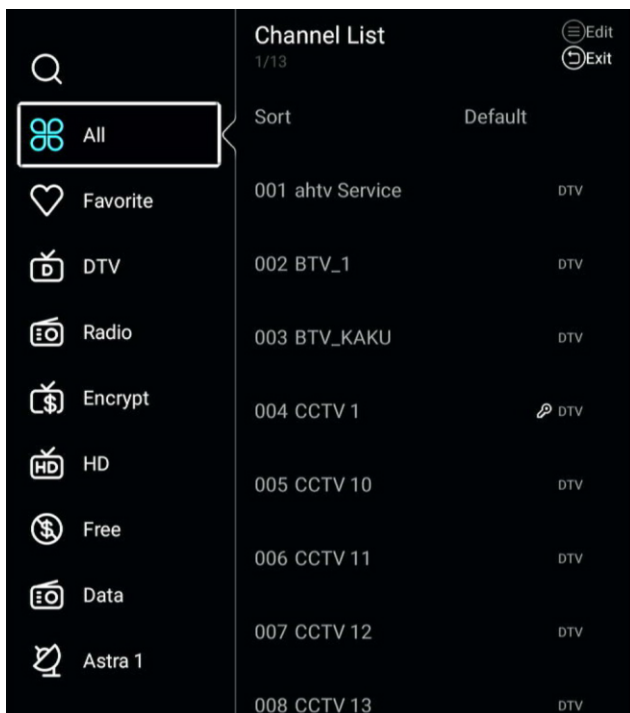 All
Favorite
DTV
Radio
Encrypt
HD
Free
Data
Astra 1
Channel List
1/13
Edit
Exit
Sort Default
001 ahtv Service DTV
002 BTV_1 DTV
003 BTV_KAKU DTV
004 CCTV 1 DTV
005 CCTV 10 DTV
006 CCTV 11 DTV
007 CCTV 12 DTV
008 CCTV 13 DTV